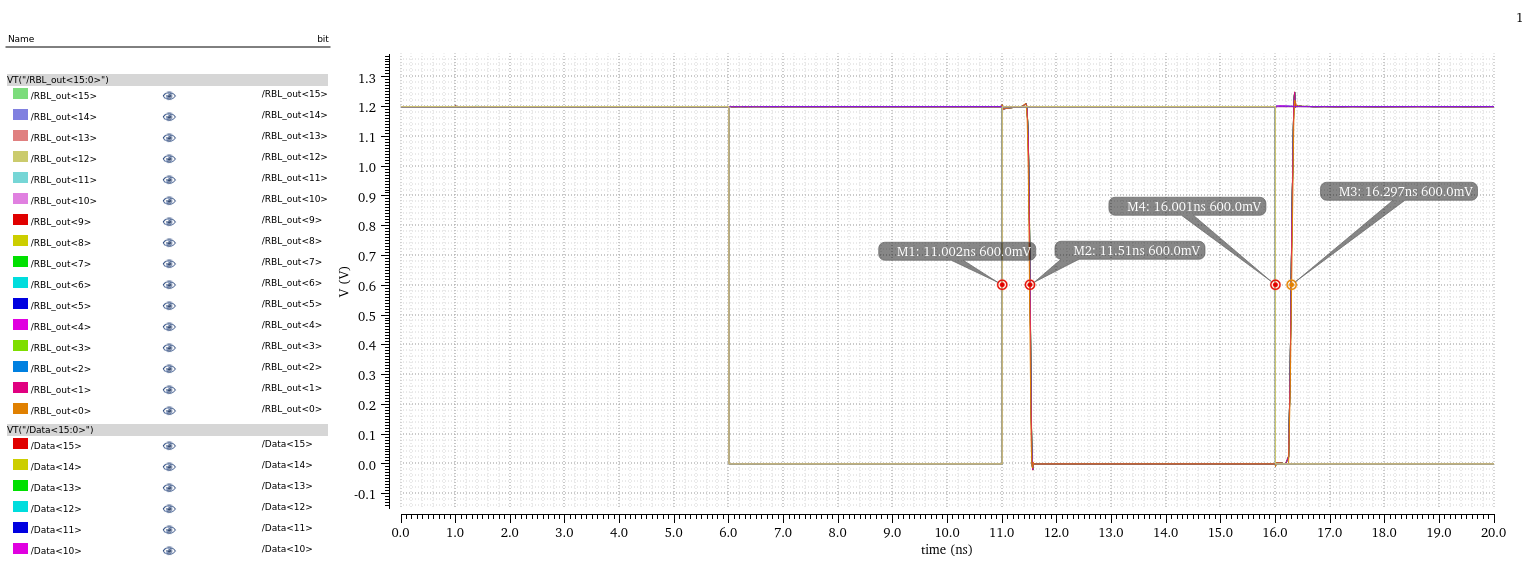 1
Name bit
VT("/RBL_out<15:0>")
/RBL_out<15> /RBL_out<15>
/RBL_out<14> /RBL_out<14>
/RBL_out<13> /RBL_out<13>
/RBL_out<12> /RBL_out<12>
/RBL_out<11> /RBL_out<11>
/RBL_out<10> /RBL_out<10>
/RBL_out<9> /RBL_out<9>
/RBL_out<8> /RBL_out<8>
/RBL_out<7> /RBL_out<7>
/RBL_out<6> /RBL_out<6>
/RBL_out<5> /RBL_out<5>
/RBL_out<4> /RBL_out<4>
/RBL_out<3> /RBL_out<3>
/RBL_out<2> /RBL_out<2>
/RBL_out<1> /RBL_out<1>
/RBL_out<0> /RBL_out<0>
VT("/Data<15:0>")
/Data<15> /Data<15>
/Data<14> /Data<14>
/Data<13> /Data<13>
/Data<12> /Data<12>
/Data<11> /Data<11>
/Data<10> /Data<10>
V (V)
1.3
1.2
1.1
1.0
0.9
0.8
0.7
0.6
0.5
0.4
0.3
0.2
0.1
0.0
-0.1
M1: 11.002ns 600.0mV
M2: 11.51ns 600.0mV
M4: 16.001ns 600.0mV
M3: 16.297ns 600.0mV
0.0 1.0 2.0 3.0 4.0 5.0 6.0 7.0 8.0 9.0 10.0 11.0 12.0 13.0 14.0 15.0 16.0 17.0 18.0 19.0 20.0
time (ns)